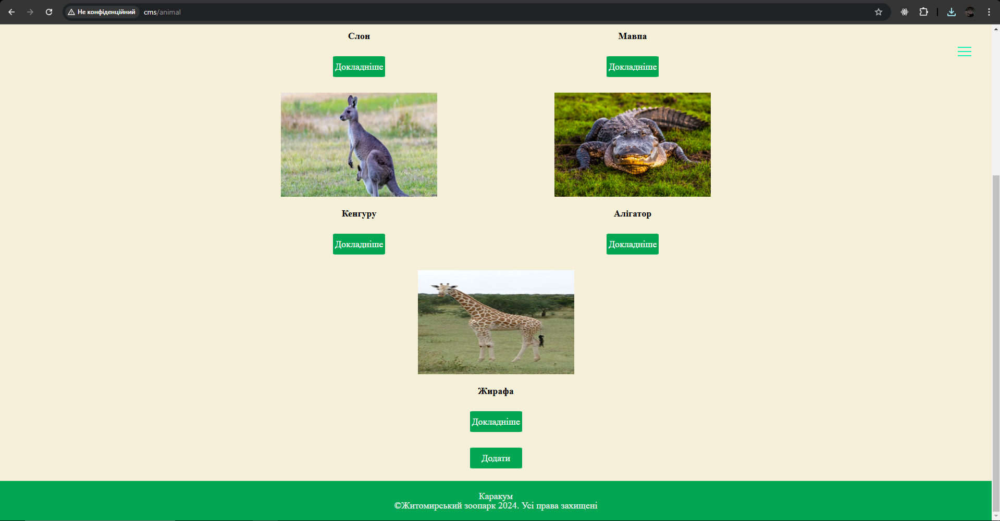 Не конфіденційний cms/animal
Слон
Мавпа
Докладніше
Докладніше
Кенгуру
Алігатор
Докладніше
Докладніше
Жирафа
Докладніше
Додати
Каракум
©Житомирський зоопарк 2024. Усі права захищені